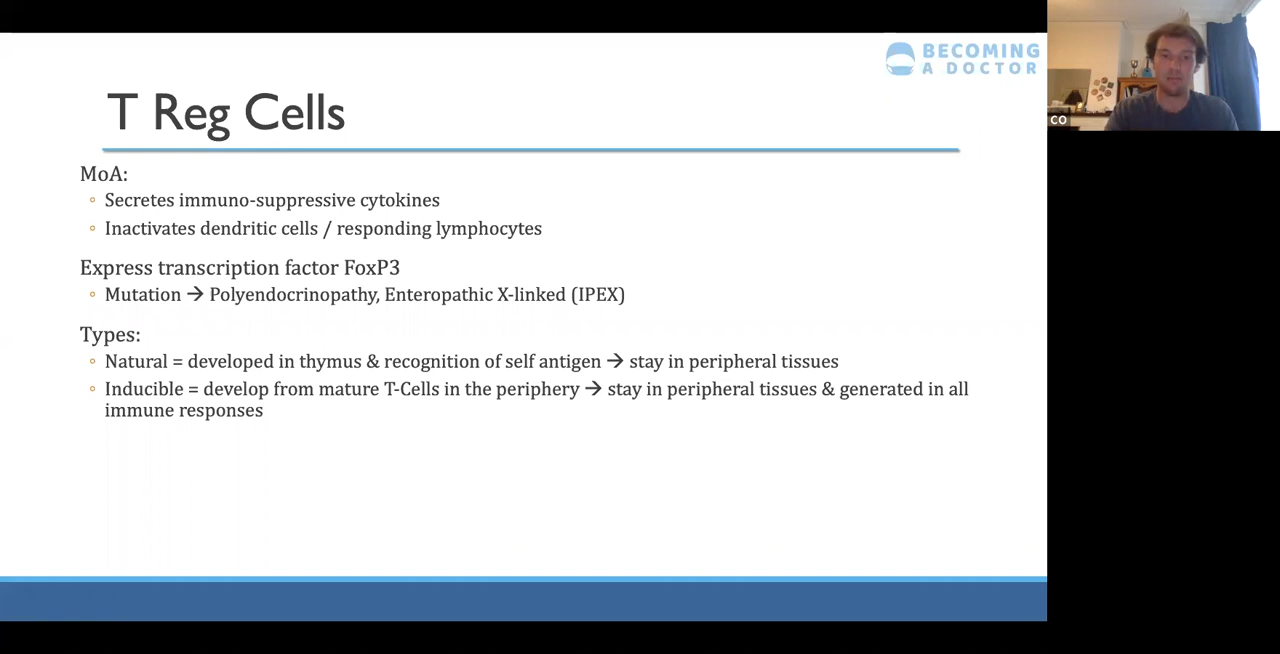 BECOMING
A DOCTOR
T Reg Cells
CO
MoA:
◦ Secretes immuno-suppressive cytokines
◦ Inactivates dendritic cells / responding lymphocytes
Express transcription factor FoxP3
◦ Mutation → Polyendocrinopathy, Enteropathic X-linked (IPEX)
Types:
◦ Natural = developed in thymus & recognition of self antigen → stay in peripheral tissues
◦ Inducible = develop from mature T-Cells in the periphery → stay in peripheral tissues & generated in all
immune responses